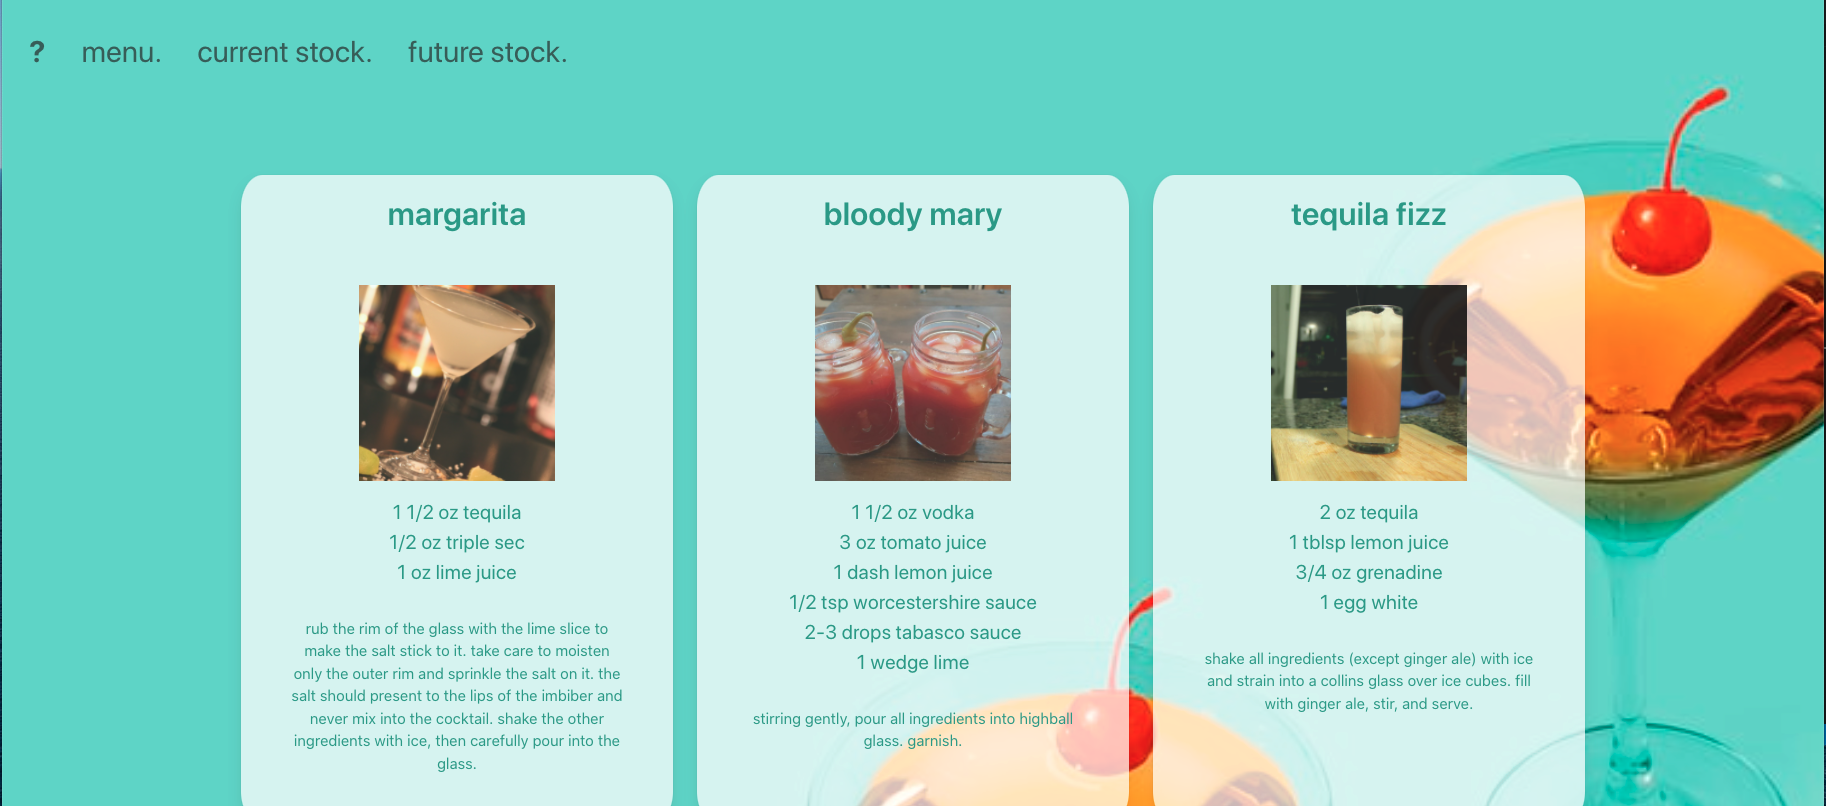 ? menu. current stock. future stock.
margarita
1 1/2 oz tequila
1/2 oz triple sec
1 oz lime juice
rub the rim of the glass with the lime slice to
make the salt stick to it. take care to moisten
only the outer rim and sprinkle the salt on it. the
salt should present to the lips of the imbiber and
never mix into the cocktail. shake the other
ingredients with ice, then carefully pour into the
glass.
bloody mary
1 1/2 oz vodka
3 oz tomato juice
1 dash lemon juice
1/2 tsp worcestershire sauce
2-3 drops tabasco sauce
1 wedge lime
stirring gently, pour all ingredients into highball
glass. garnish.
tequila fizz
2 oz tequila
1 tblsp lemon juice
3/4 oz grenadine
1 egg white
shake all ingredients (except ginger ale) with ice
and strain into a collins glass over ice cubes. fill
with ginger ale, stir, and serve.